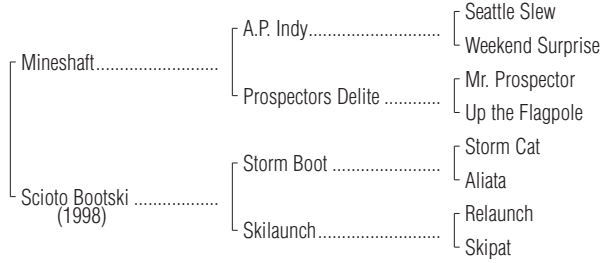 Seattle Slew
A.P. Indy..............................
Weekend Surprise
Mineshaft............................
Mr. Prospector
Prospectors Delite .............
Up the Flagpole
Storm Cat
Storm Boot .........................
Aliata
Scioto Bootski ...................
(1998)
Relaunch
Skilaunch............................
Skipat